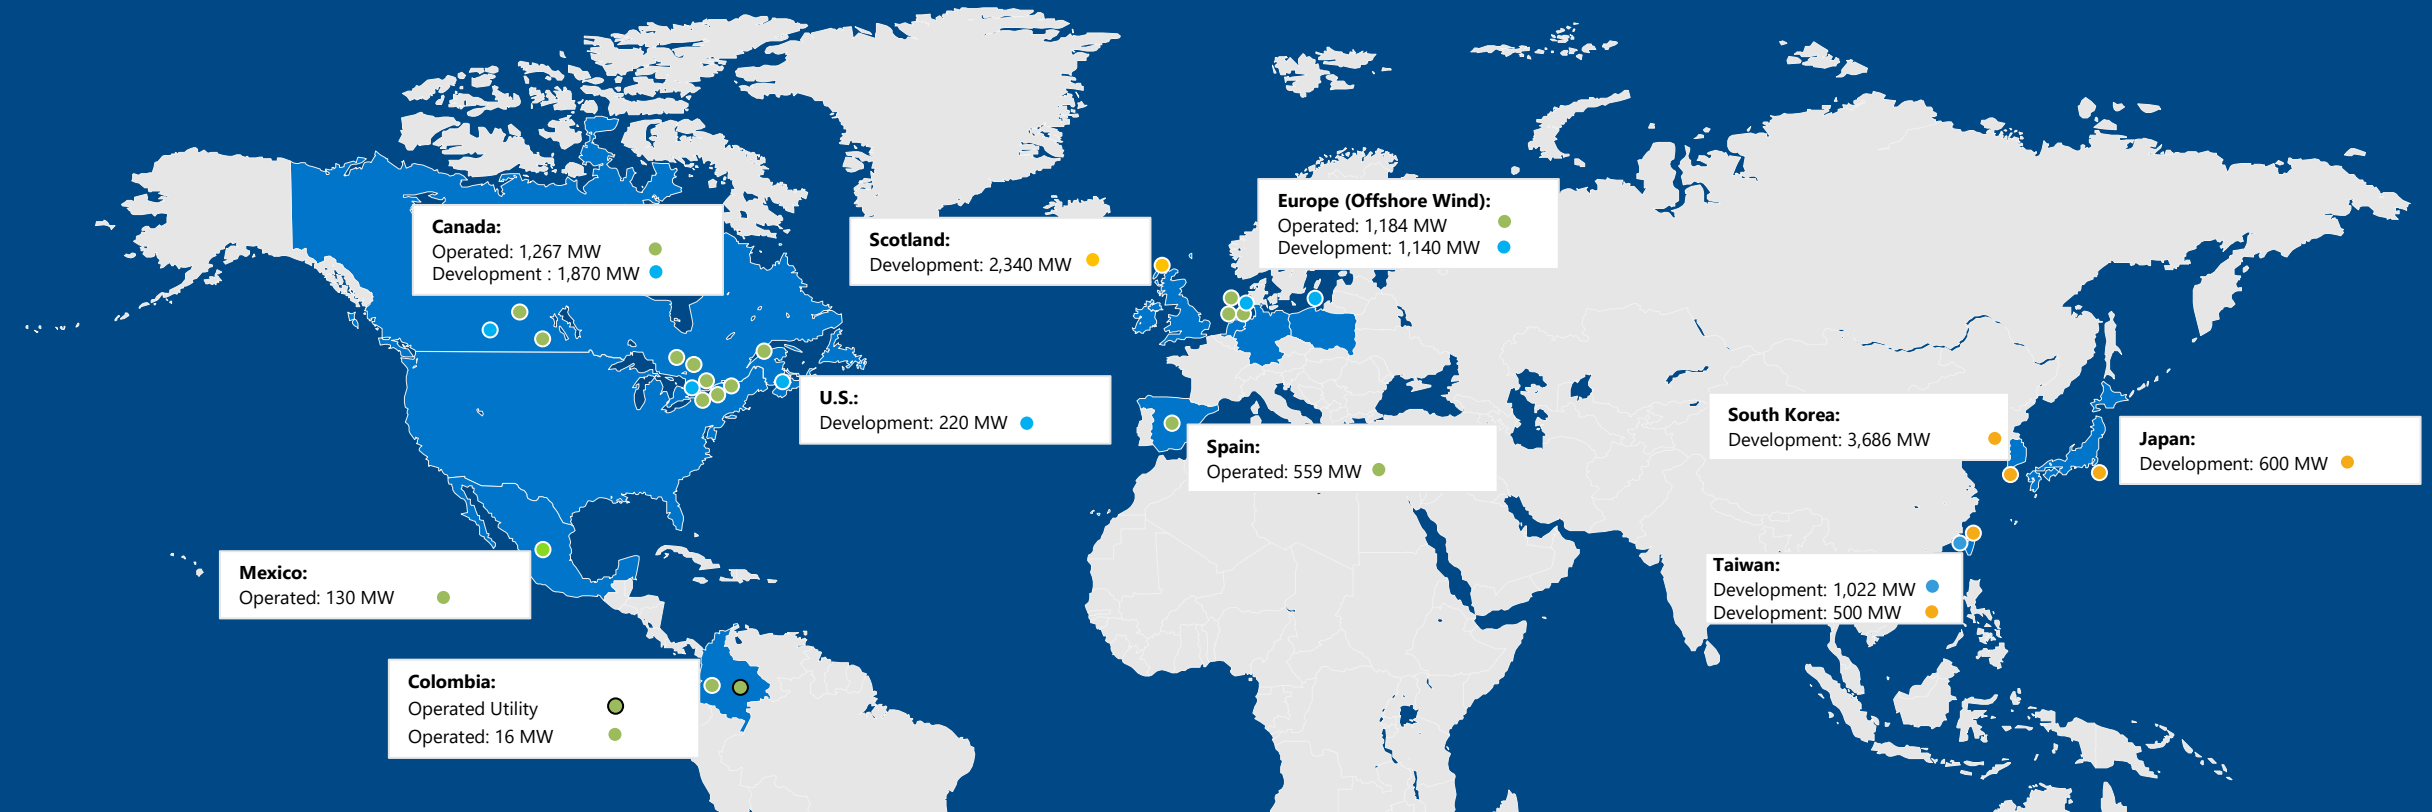 Canada:
Operated: 1,267 MW
Development : 1,870 MW
Scotland:
Development: 2,340 MW
Europe (Offshore Wind):
Operated: 1,184 MW
Development: 1,140 MW
U.S.:
Development: 220 MW
Spain:
Operated: 559 MW
South Korea:
Development: 3,686 MW
Japan:
Development: 600 MW
Mexico:
Operated: 130 MW
Taiwan:
Development: 1,022 MW
Development: 500 MW
Colombia:
Operated Utility
Operated: 16 MW